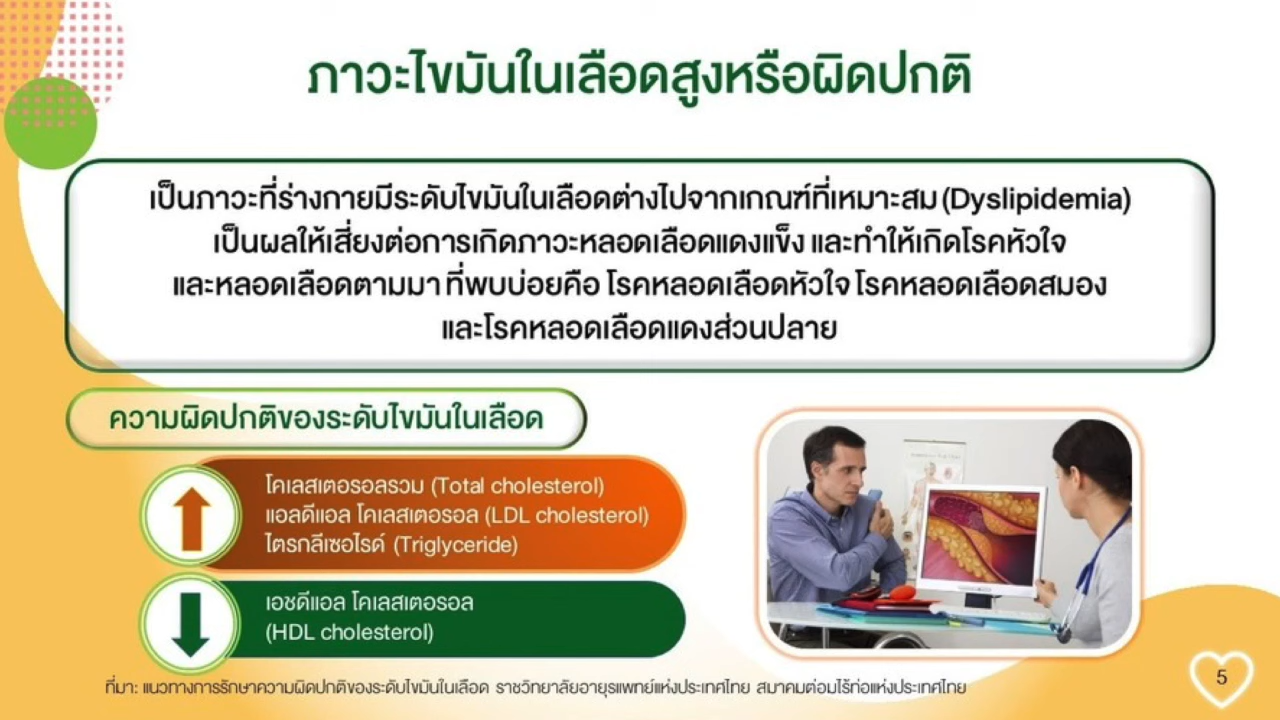 ภาวะไขมันในเลือดสูงหรือผิดปกติ
เป็นภาวะที่ร่างกายมีระดับไขมันในเลือดต่างไปจากเกณฑ์ที่เหมาะสม (Dyslipidemia)
เป็นผลให้เสี่ยงต่อการเกิดภาวะหลอดเลือดแดงแข็ง และทำให้เกิดโรคหัวใจ
และหลอดเลือดตามมา ที่พบบ่อยคือ โรคหลอดเลือดหัวใจ โรคหลอดเลือดสมอง
และโรคหลอดเลือดแดงส่วนปลาย
ความผิดปกติของระดับไขมันในเลือด
โคเลสเตอรอลรวม (Total cholesterol)
แอลดีแอล โคเลสเตอรอล (LDL cholesterol)
ไตรกลีเซอไรด์ (Triglyceride)
เอชดีแอล โคเลสเตอรอล
(HDL cholesterol)
ที่มา: แนวทางการรักษาความผิดปกติของระดับไขมันในเลือด ราชวิทยาลัยอายุรแพทย์แห่งประเทศไทย สมาคมต่อมไร้ท่อแห่งประเทศไทย
5